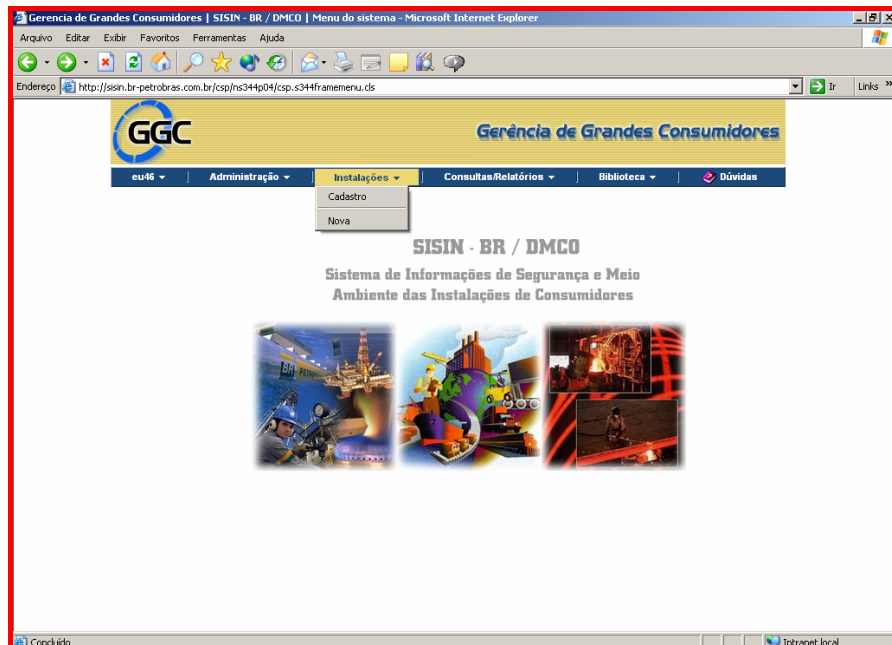 Gerencia de Grandes Consumidores | SISIN - BR / DMCO | Menu do sistema - Microsoft Internet Explorer
Arquivo Editar Exibir Favoritos Ferramentas Ajuda
Endereço http://sisin.br-petrobras.com.br/csp/ns344p04/csp.s344framemenu.cls Ir Links »
GGC Gerência de Grandes Consumidores
eu46 Administração Instalações Consultas/Relatórios Biblioteca Dúvidas
Cadastro
Nova
SISIN - BR / DMCO
Sistema de Informações de Segurança e Meio
Ambiente das Instalações de Consumidores
BR PETRO
Concluído Intranet local